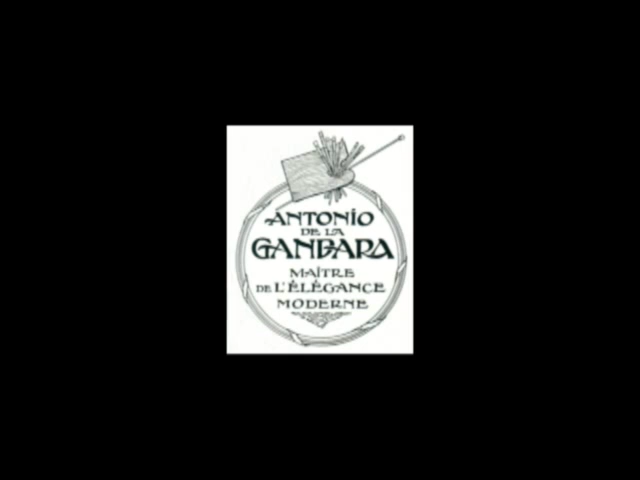 ANTONIO
DE LA
GANDARA
MAÎTRE
DE L'ÉLÉGANCE
MODERNE